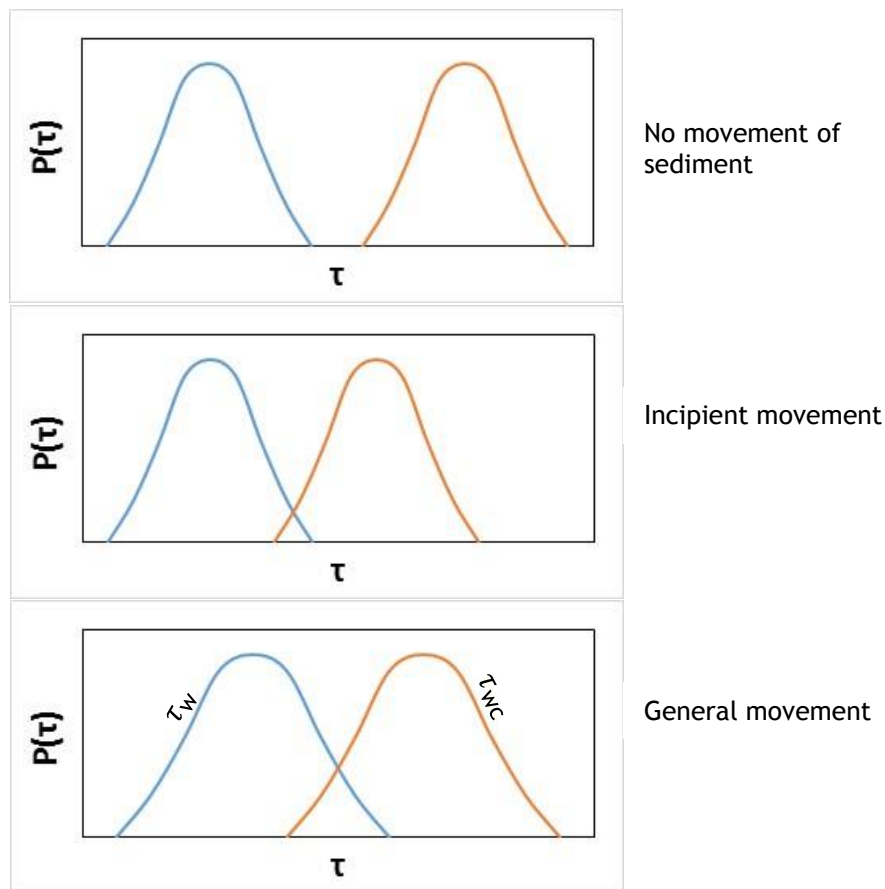 P(τ)
τ
No movement of
sediment
P(τ)
τ
Incipient movement
P(τ)
τw
τwc
τ
General movement